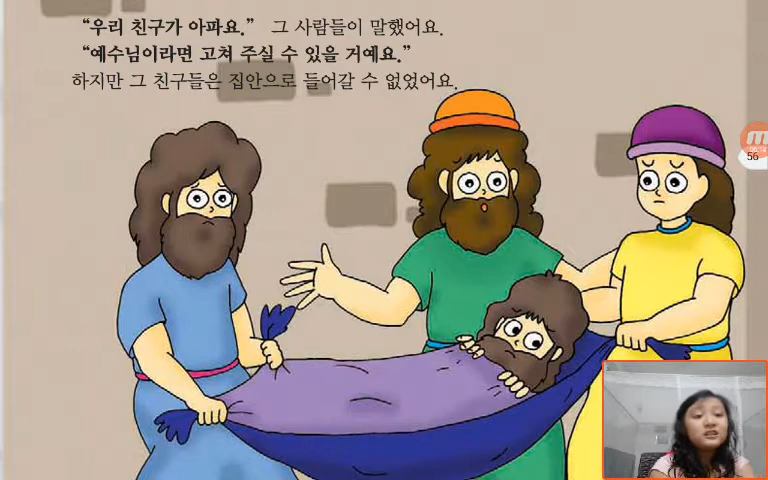 “우리 친구가 아파요.” 그 사람들이 말했어요.
“예수님이라면 고쳐 주실 수 있을 거예요.”
하지만 그 친구들은 집안으로 들어갈 수 없었어요.
56